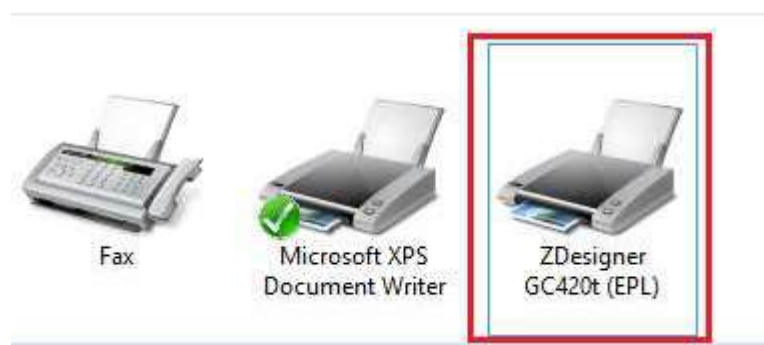 Fax
Microsoft XPS
Document Writer
ZDesigner
GC420t (EPL)